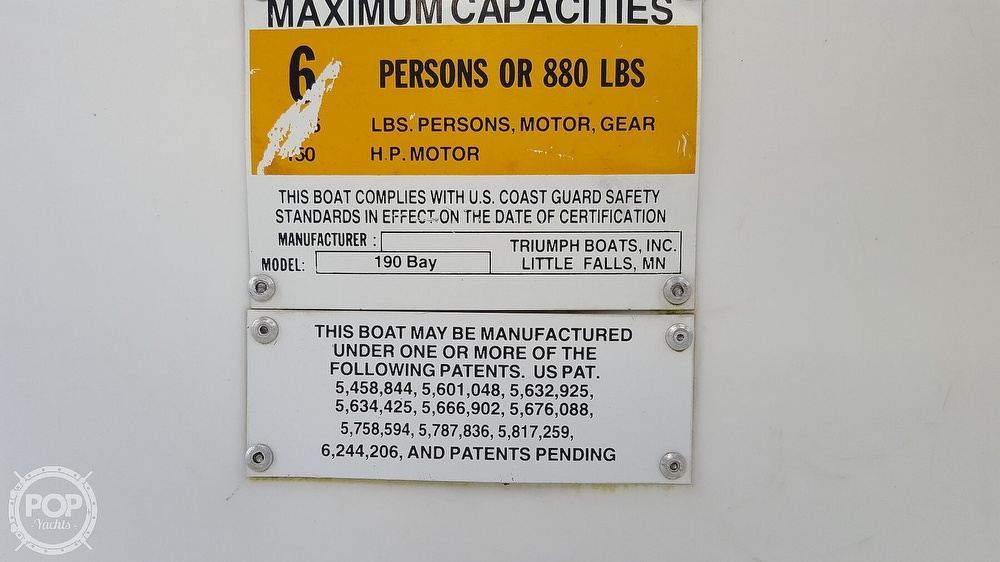 MAXIMUM CAPACITIES
6 PERSONS OR 880 LBS
LBS. PERSONS, MOTOR, GEAR
H.P. MOTOR
THIS BOAT COMPLIES WITH U.S. COAST GUARD SAFETY
STANDARDS IN EFFECT ON THE DATE OF CERTIFICATION
MANUFACTURER : TRIUMPH BOATS, INC.
MODEL: 190 Bay LITTLE FALLS, MN
THIS BOAT MAY BE MANUFACTURED
UNDER ONE OR MORE OF THE
FOLLOWING PATENTS. US PAT.
5,458,844, 5,601,048, 5,632,925,
5,634,425, 5,666,902, 5,676,088,
5,758,594, 5,787,836, 5,817,259,
6,244,206, AND PATENTS PENDING
POP
Yachts